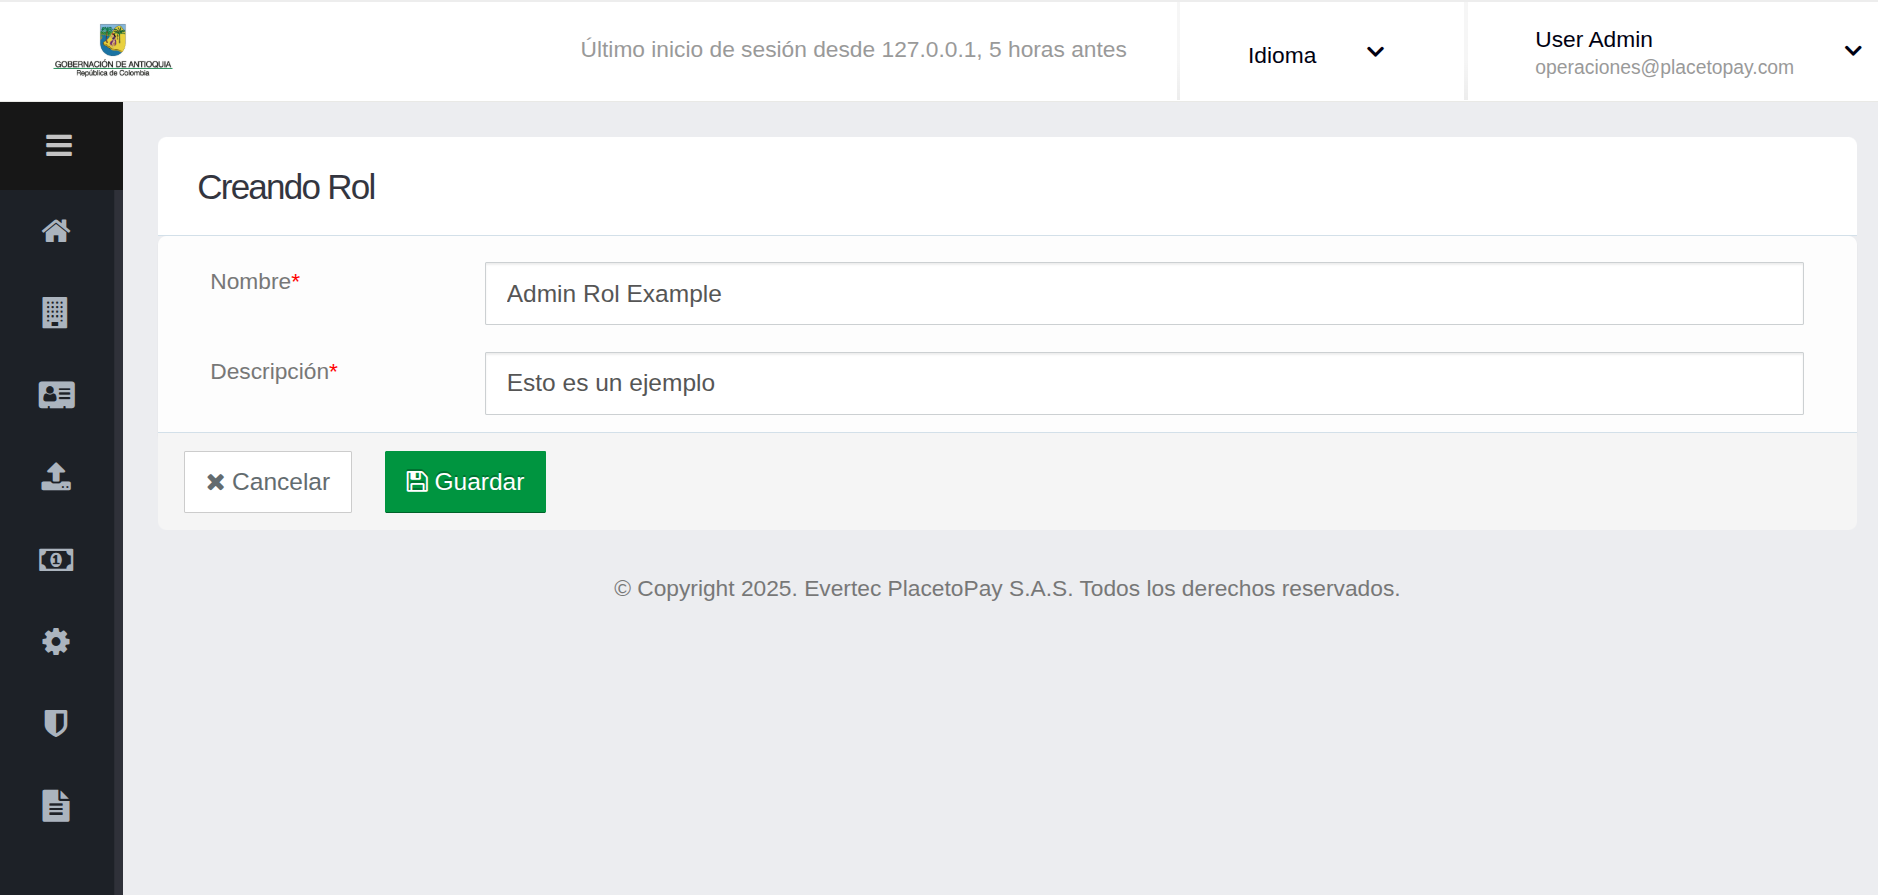 GOBERNACIÓN DE ANTIOQUIA
República de Colombia
Último inicio de sesión desde 127.0.0.1, 5 horas antes
Idioma
User Admin
operaciones@placetopay.com
Creando Rol
Nombre*
Admin Rol Example
Descripción*
Esto es un ejemplo
Cancelar
Guardar
© Copyright 2025. Evertec PlacetoPay S.A.S. Todos los derechos reservados.